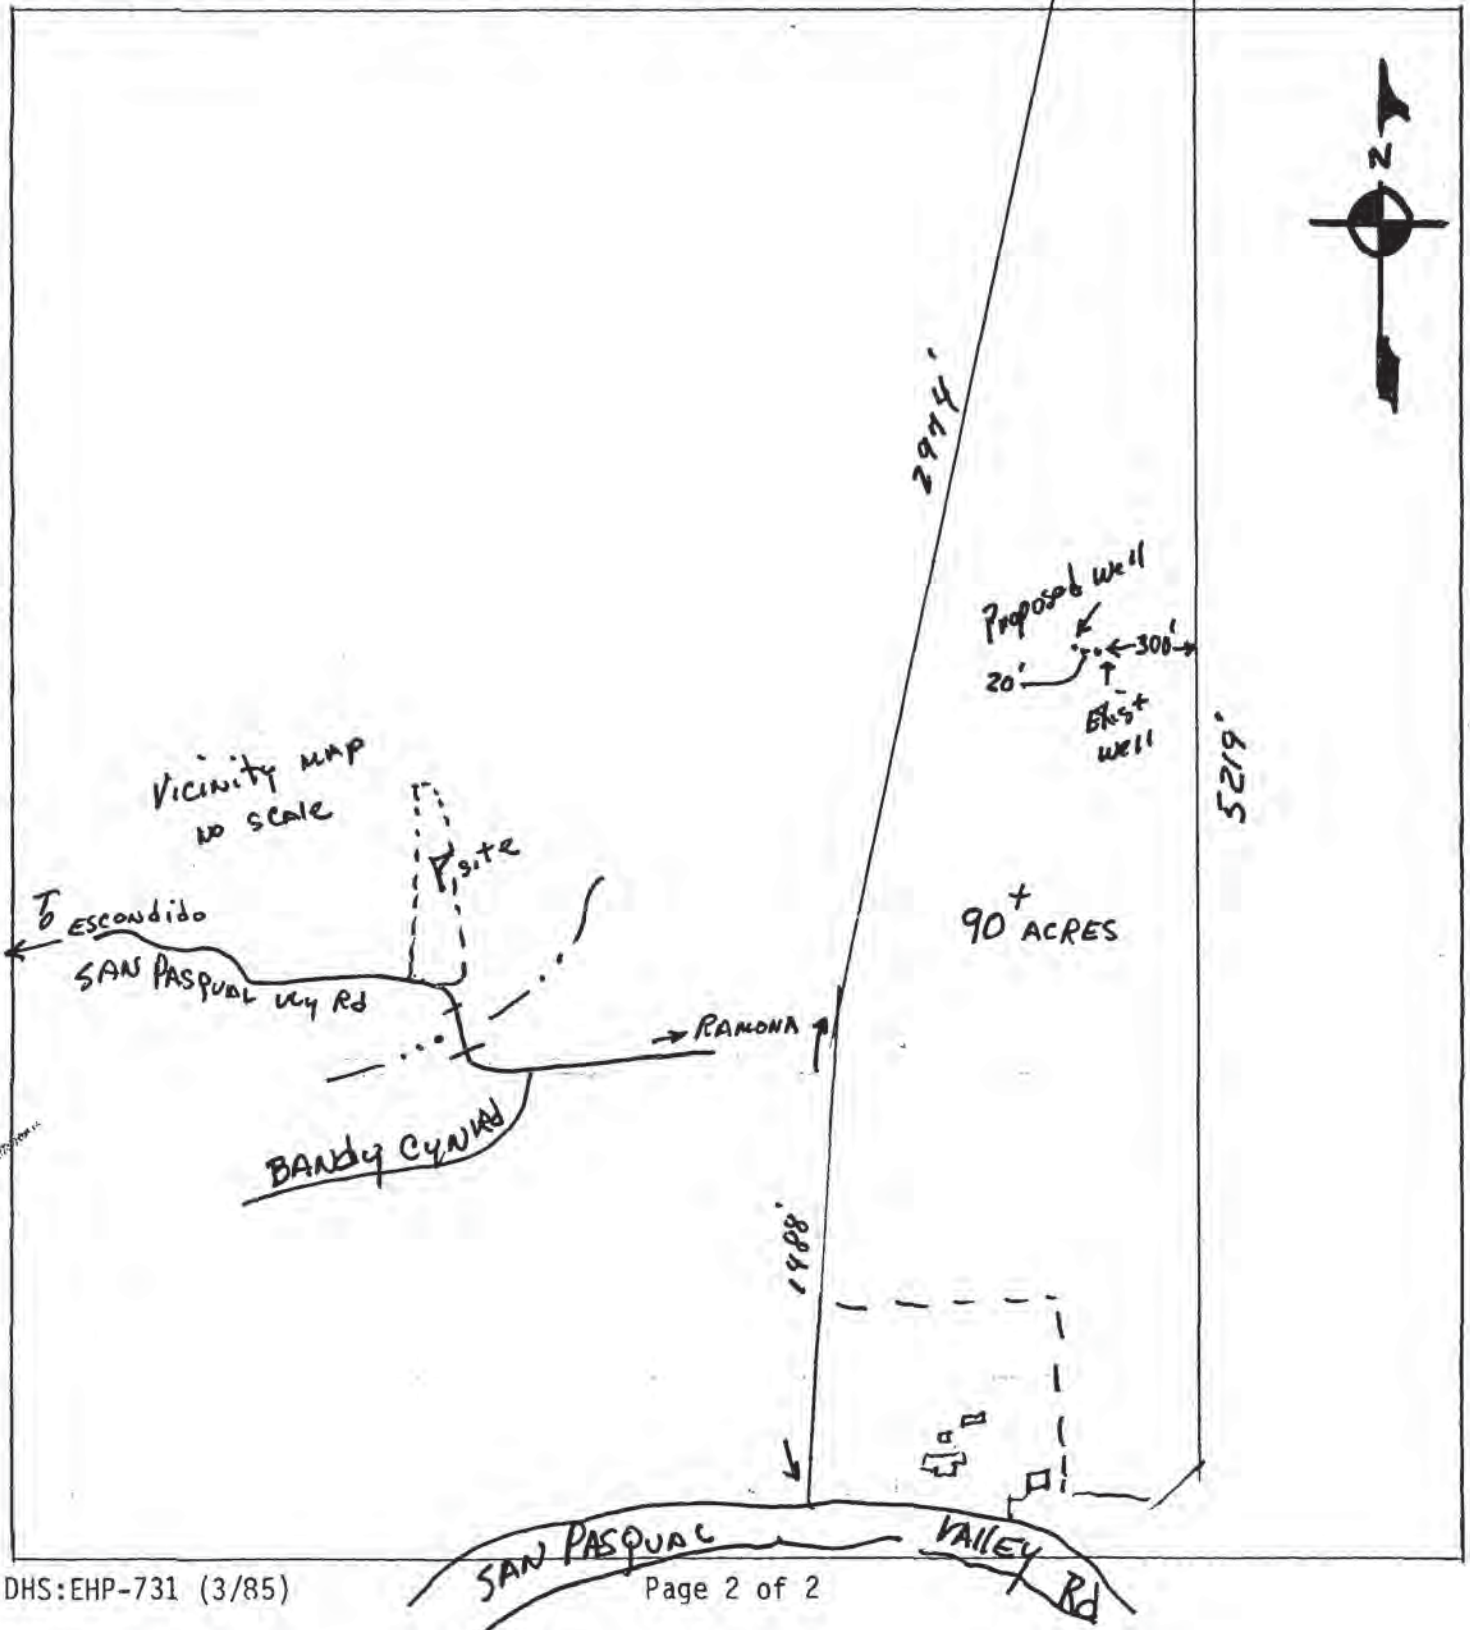 N
2974'
Proposed well
300'
20'
Exist
well
5219'
Vicinity MAP
NO SCAlE
site
To ESCONdido
SAN PASQUAL Vly Rd
90+ ACRES
RAMONA
BANdy CYN Rd
1488'
SAN PASQUAL VAllEY Rd
DHS:EHP-731 (3/85)
Page 2 of 2